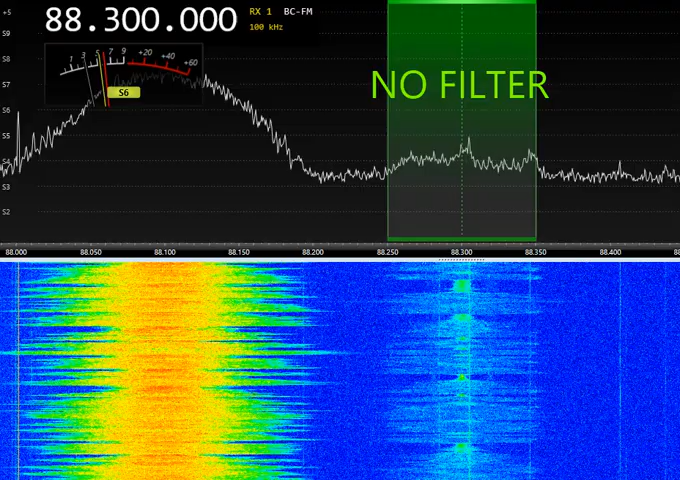 88.300.000 RX 1 BC-FM
100 kHz
1 3 5 7 9 +20 +40 +60
S6
NO FILTER
+5
S9
S8
S7
S6
S5
S4
S3
S2
88.000 88.050 88.100 88.150 88.200 88.250 88.300 88.350 88.400